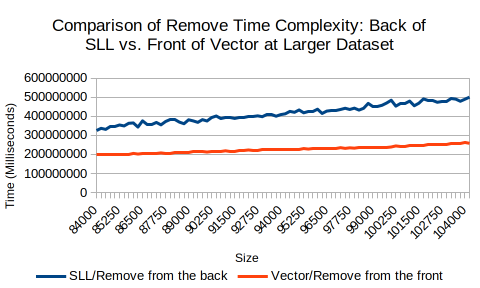 Comparison of Remove Time Complexity: Back of
SLL vs. Front of Vector at Larger Dataset
Time (Milliseconds)
600000000
500000000
400000000
300000000
200000000
100000000
0
84000 85250 86500 87750 89000 90250 91500 92750 94000 95250 96500 97750 99000 100250 101500 102750 104000
Size
SLL/Remove from the back Vector/Remove from the front